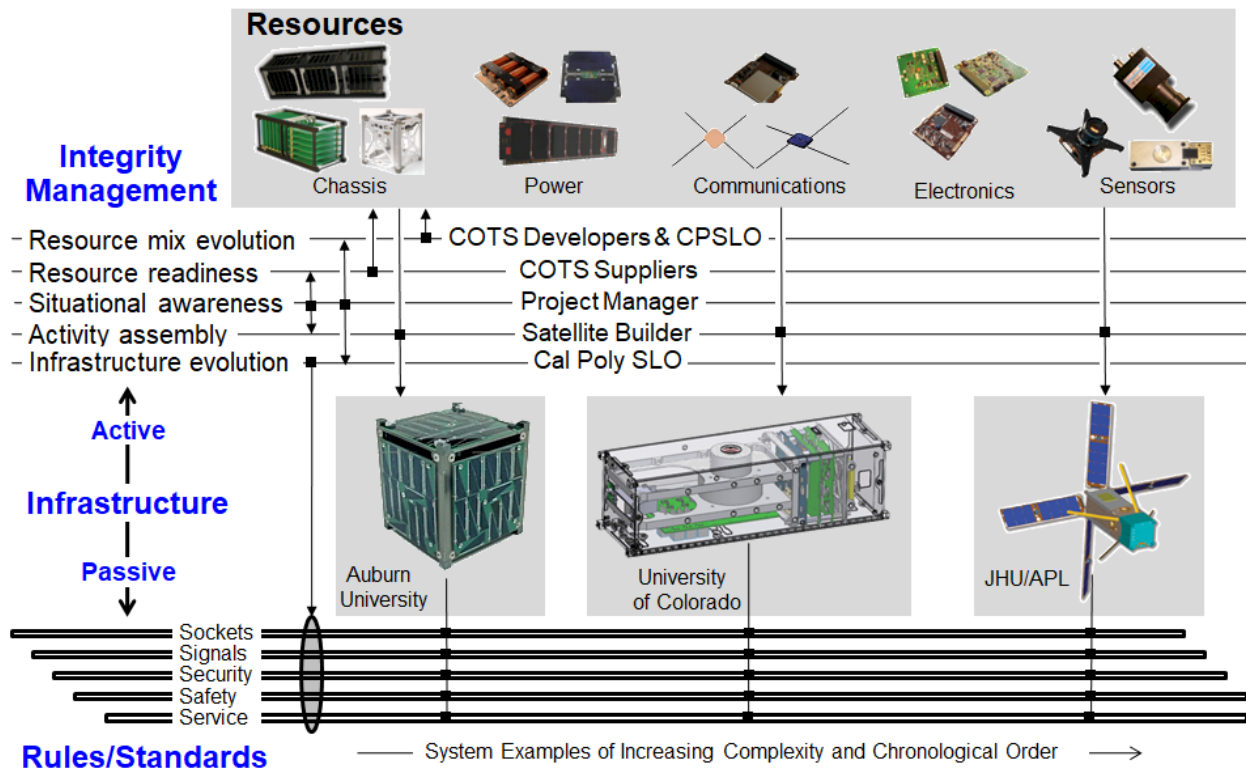 Resources
Chassis
Power
Communications
Electronics
Sensors
Integrity
Management
Resource mix evolution
COTS Developers & CPSLO
Resource readiness
COTS Suppliers
Situational awareness
Project Manager
Activity assembly
Satellite Builder
Infrastructure evolution
Cal Poly SLO
Active
Infrastructure
Passive
Auburn
University
University
of Colorado
JHU/APL
Sockets
Signals
Security
Safety
Service
Rules/Standards
System Examples of Increasing Complexity and Chronological Order